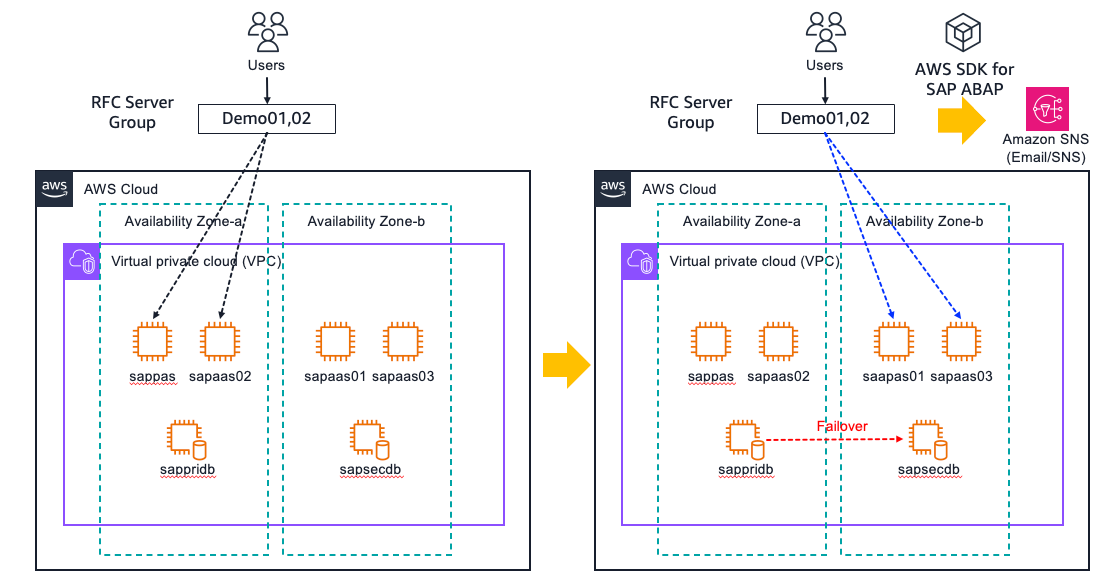 Users
RFC Server
Group
Demo01,02
aws
AWS Cloud
Availability Zone-a
Availability Zone-b
Virtual private cloud (VPC)
sappas
sapaas02
sapaas01
sapaas03
sappridb
sapsecdb
Users
RFC Server
Group
Demo01,02
AWS SDK for
SAP ABAP
Amazon SNS
(Email/SNS)
aws
AWS Cloud
Availability Zone-a
Availability Zone-b
Virtual private cloud (VPC)
sappas
sapaas02
saapas01
sapaas03
Failover
sappridb
sapsecdb